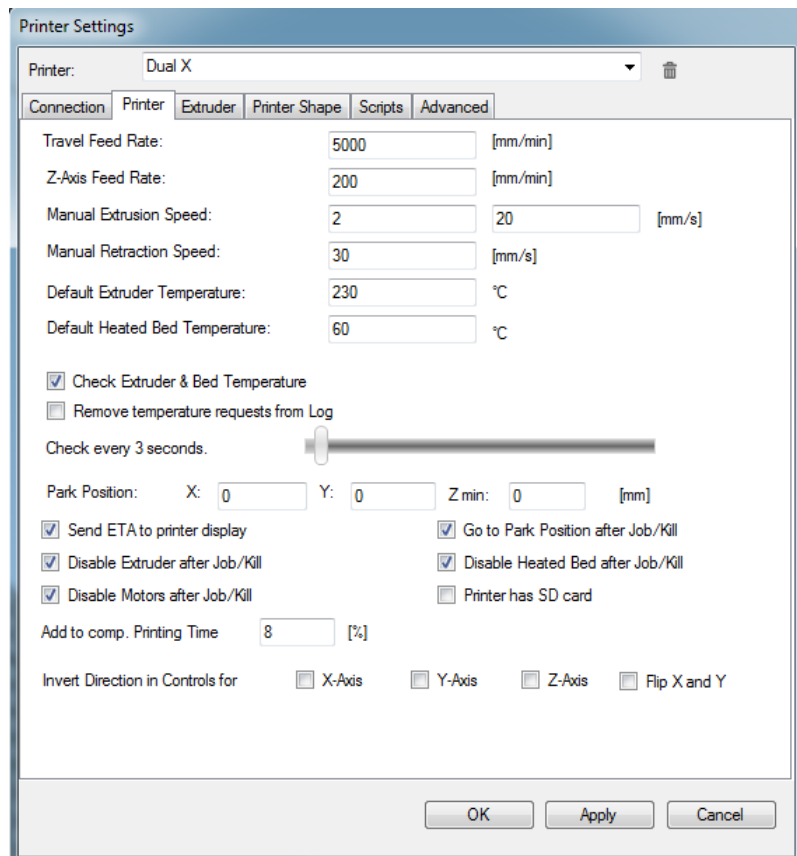 Printer Settings
Printer: Dual X
Connection Printer Extruder Printer Shape Scripts Advanced
Travel Feed Rate: 5000 [mm/min]
Z-Axis Feed Rate: 200 [mm/min]
Manual Extrusion Speed: 2 20 [mm/s]
Manual Retraction Speed: 30 [mm/s]
Default Extruder Temperature: 230 °C
Default Heated Bed Temperature: 60 °C
Check Extruder & Bed Temperature
Remove temperature requests from Log
Check every 3 seconds.
Park Position: X: 0 Y: 0 Z min: 0 [mm]
Send ETA to printer display Go to Park Position after Job/Kill
Disable Extruder after Job/Kill Disable Heated Bed after Job/Kill
Disable Motors after Job/Kill Printer has SD card
Add to comp. Printing Time 8 [%]
Invert Direction in Controls for X-Axis Y-Axis Z-Axis Flip X and Y
OK Apply Cancel